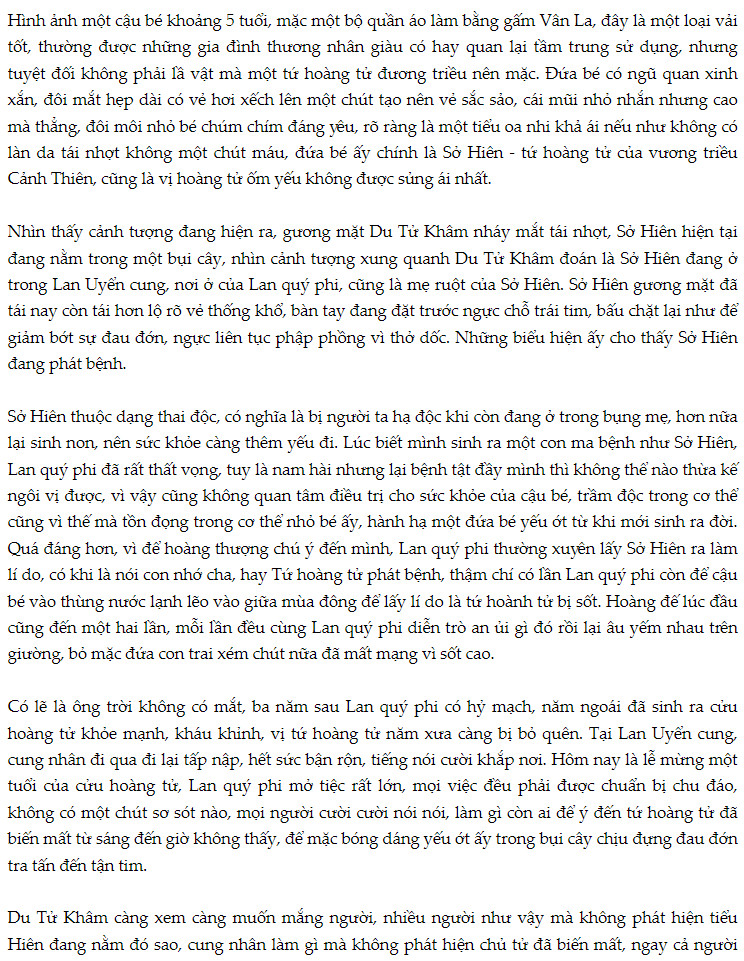 Hình ảnh một cậu bé khoảng 5 tuổi, mặc một bộ quần áo làm bằng gấm Vân La, đây là một loại vải
tốt, thường được những gia đình thương nhân giàu có hay quan lại tầm trung sử dụng, nhưng
tuyệt đối không phải lầ vật mà một tứ hoàng tử đương triều nên mặc. Đứa bé có ngũ quan xinh
xắn, đôi mắt hẹp dài có vẻ hơi xếch lên một chút tạo nên vẻ sắc sảo, cái mũi nhỏ nhắn nhưng cao
mà thẳng, đôi môi nhỏ bé chúm chím đáng yêu, rõ ràng là một tiểu oa nhi khả ái nếu như không có
làn da tái nhợt không một chút máu, đứa bé ấy chính là Sở Hiên - tứ hoàng tử của vương triều
Cảnh Thiên, cũng là vị hoàng tử ốm yếu không được sủng ái nhất.
Nhìn thấy cảnh tượng đang hiện ra, gương mặt Du Tử Khâm nháy mắt tái nhợt, Sở Hiên hiện tại
đang nằm trong một bụi cây, nhìn cảnh tượng xung quanh Du Tử Khâm đoán là Sở Hiên đang ở
trong Lan Uyển cung, nơi ở của Lan quý phi, cũng là mẹ ruột của Sở Hiên. Sở Hiên gương mặt đã
tái nay còn tái hơn lộ rõ vẻ thống khổ, bàn tay đang đặt trước ngực chỗ trái tim, bấu chặt lại như để
giảm bớt sự đau đớn, ngực liên tục phập phồng vì thở dốc. Những biểu hiện ấy cho thấy Sở Hiên
đang phát bệnh.
Sở Hiên thuộc dạng thai độc, có nghĩa là bị người ta hạ độc khi còn đang ở trong bụng mẹ, hơn nữa
lại sinh non, nên sức khỏe càng thêm yếu đi. Lúc biết mình sinh ra một con ma bệnh như Sở Hiên,
Lan quý phi đã rất thất vọng, tuy là nam hài nhưng lại bệnh tật đầy mình thì không thể nào thừa kế
ngôi vị được, vì vậy cũng không quan tâm điều trị cho sức khỏe của cậu bé, trầm độc trong cơ thể
cũng vì thế mà tồn đọng trong cơ thể nhỏ bé ấy, hành hạ một đứa bé yếu ớt từ khi mới sinh ra đời.
Quá đáng hơn, vì để hoàng thượng chú ý đến mình, Lan quý phi thường xuyên lấy Sở Hiên ra làm
lí do, có khi là nói con nhớ cha, hay Tứ hoàng tử phát bệnh, thậm chí có lần Lan quý phi còn để cậu
bé vào thùng nước lạnh lẽo vào giữa mùa đông để lấy lí do là tứ hoành tử bị sốt. Hoàng đế lúc đầu
cũng đến một hai lần, mỗi lần đều cùng Lan quý phi diễn trò an ủi gì đó rồi lại âu yếm nhau trên
giường, bỏ mặc đứa con trai xém chút nữa đã mất mạng vì sốt cao.
Có lẽ là ông trời không có mắt, ba năm sau Lan quý phi có hỷ mạch, năm ngoái đã sinh ra cửu
hoàng tử khỏe mạnh, kháu khỉnh, vị tứ hoàng tử năm xưa càng bị bỏ quên. Tại Lan Uyển cung,
cung nhân đi qua đi lại tấp nập, hết sức bận rộn, tiếng nói cười khắp nơi. Hôm nay là lễ mừng một
tuổi của cửu hoàng tử, Lan quý phi mở tiệc rất lớn, mọi việc đều phải được chuẩn bị chu đáo,
không có một chút sơ sót nào, mọi người cười cười nói nói, làm gì còn ai để ý đến tứ hoàng tử đã
biến mất từ sáng đến giờ không thấy, để mặc bóng dáng yếu ớt ấy trong bụi cây chịu đựng đau đớn
tra tấn đến tận tim.
Du Tử Khâm càng xem càng muốn mắng người, nhiều người như vậy mà không phát hiện tiểu
Hiên đang nằm đó sao, cung nhân làm gì mà không phát hiện chủ tử đã biến mất, ngay cả người